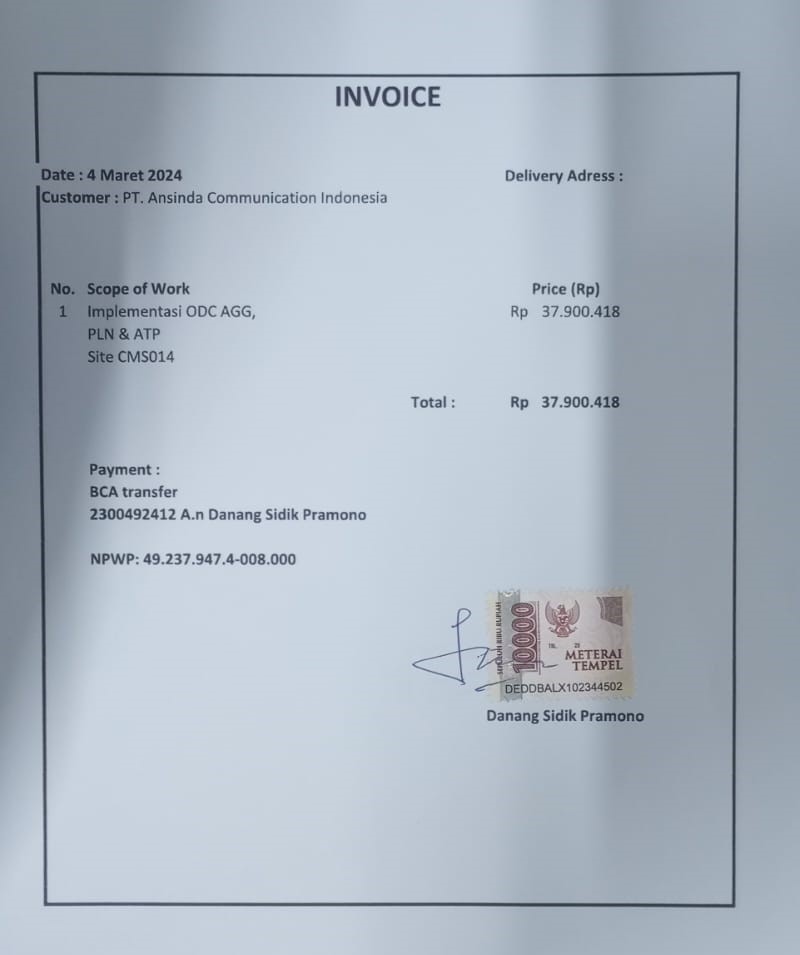 INVOICE
Date : 4 Maret 2024
Delivery Adress :
Customer : PT. Ansinda Communication Indonesia
No. Scope of Work Price (Rp)
1 Implementasi ODC AGG, Rp 37.900.418
PLN & ATP
Site CMS014
Total : Rp 37.900.418
Payment :
BCA transfer
2300492412 A.n Danang Sidik Pramono
NPWP: 49.237.947.4-008.000
SEPULUH RIBU RUPIAH
10000
TGL. 20
METERAI
TEMPEL
DEDDBALX102344502
Danang Sidik Pramono